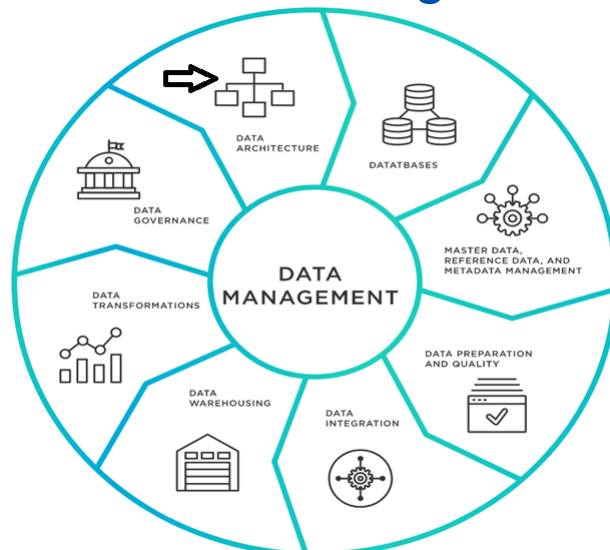 DATA
ARCHITECTURE
DATATBASES
MASTER DATA,
REFERENCE DATA, AND
METADATA MANAGEMENT
DATA PREPARATION
AND QUALITY
DATA
INTEGRATION
DATA
WAREHOUSING
DATA
TRANSFORMATIONS
DATA
GOVERNANCE
DATA
MANAGEMENT